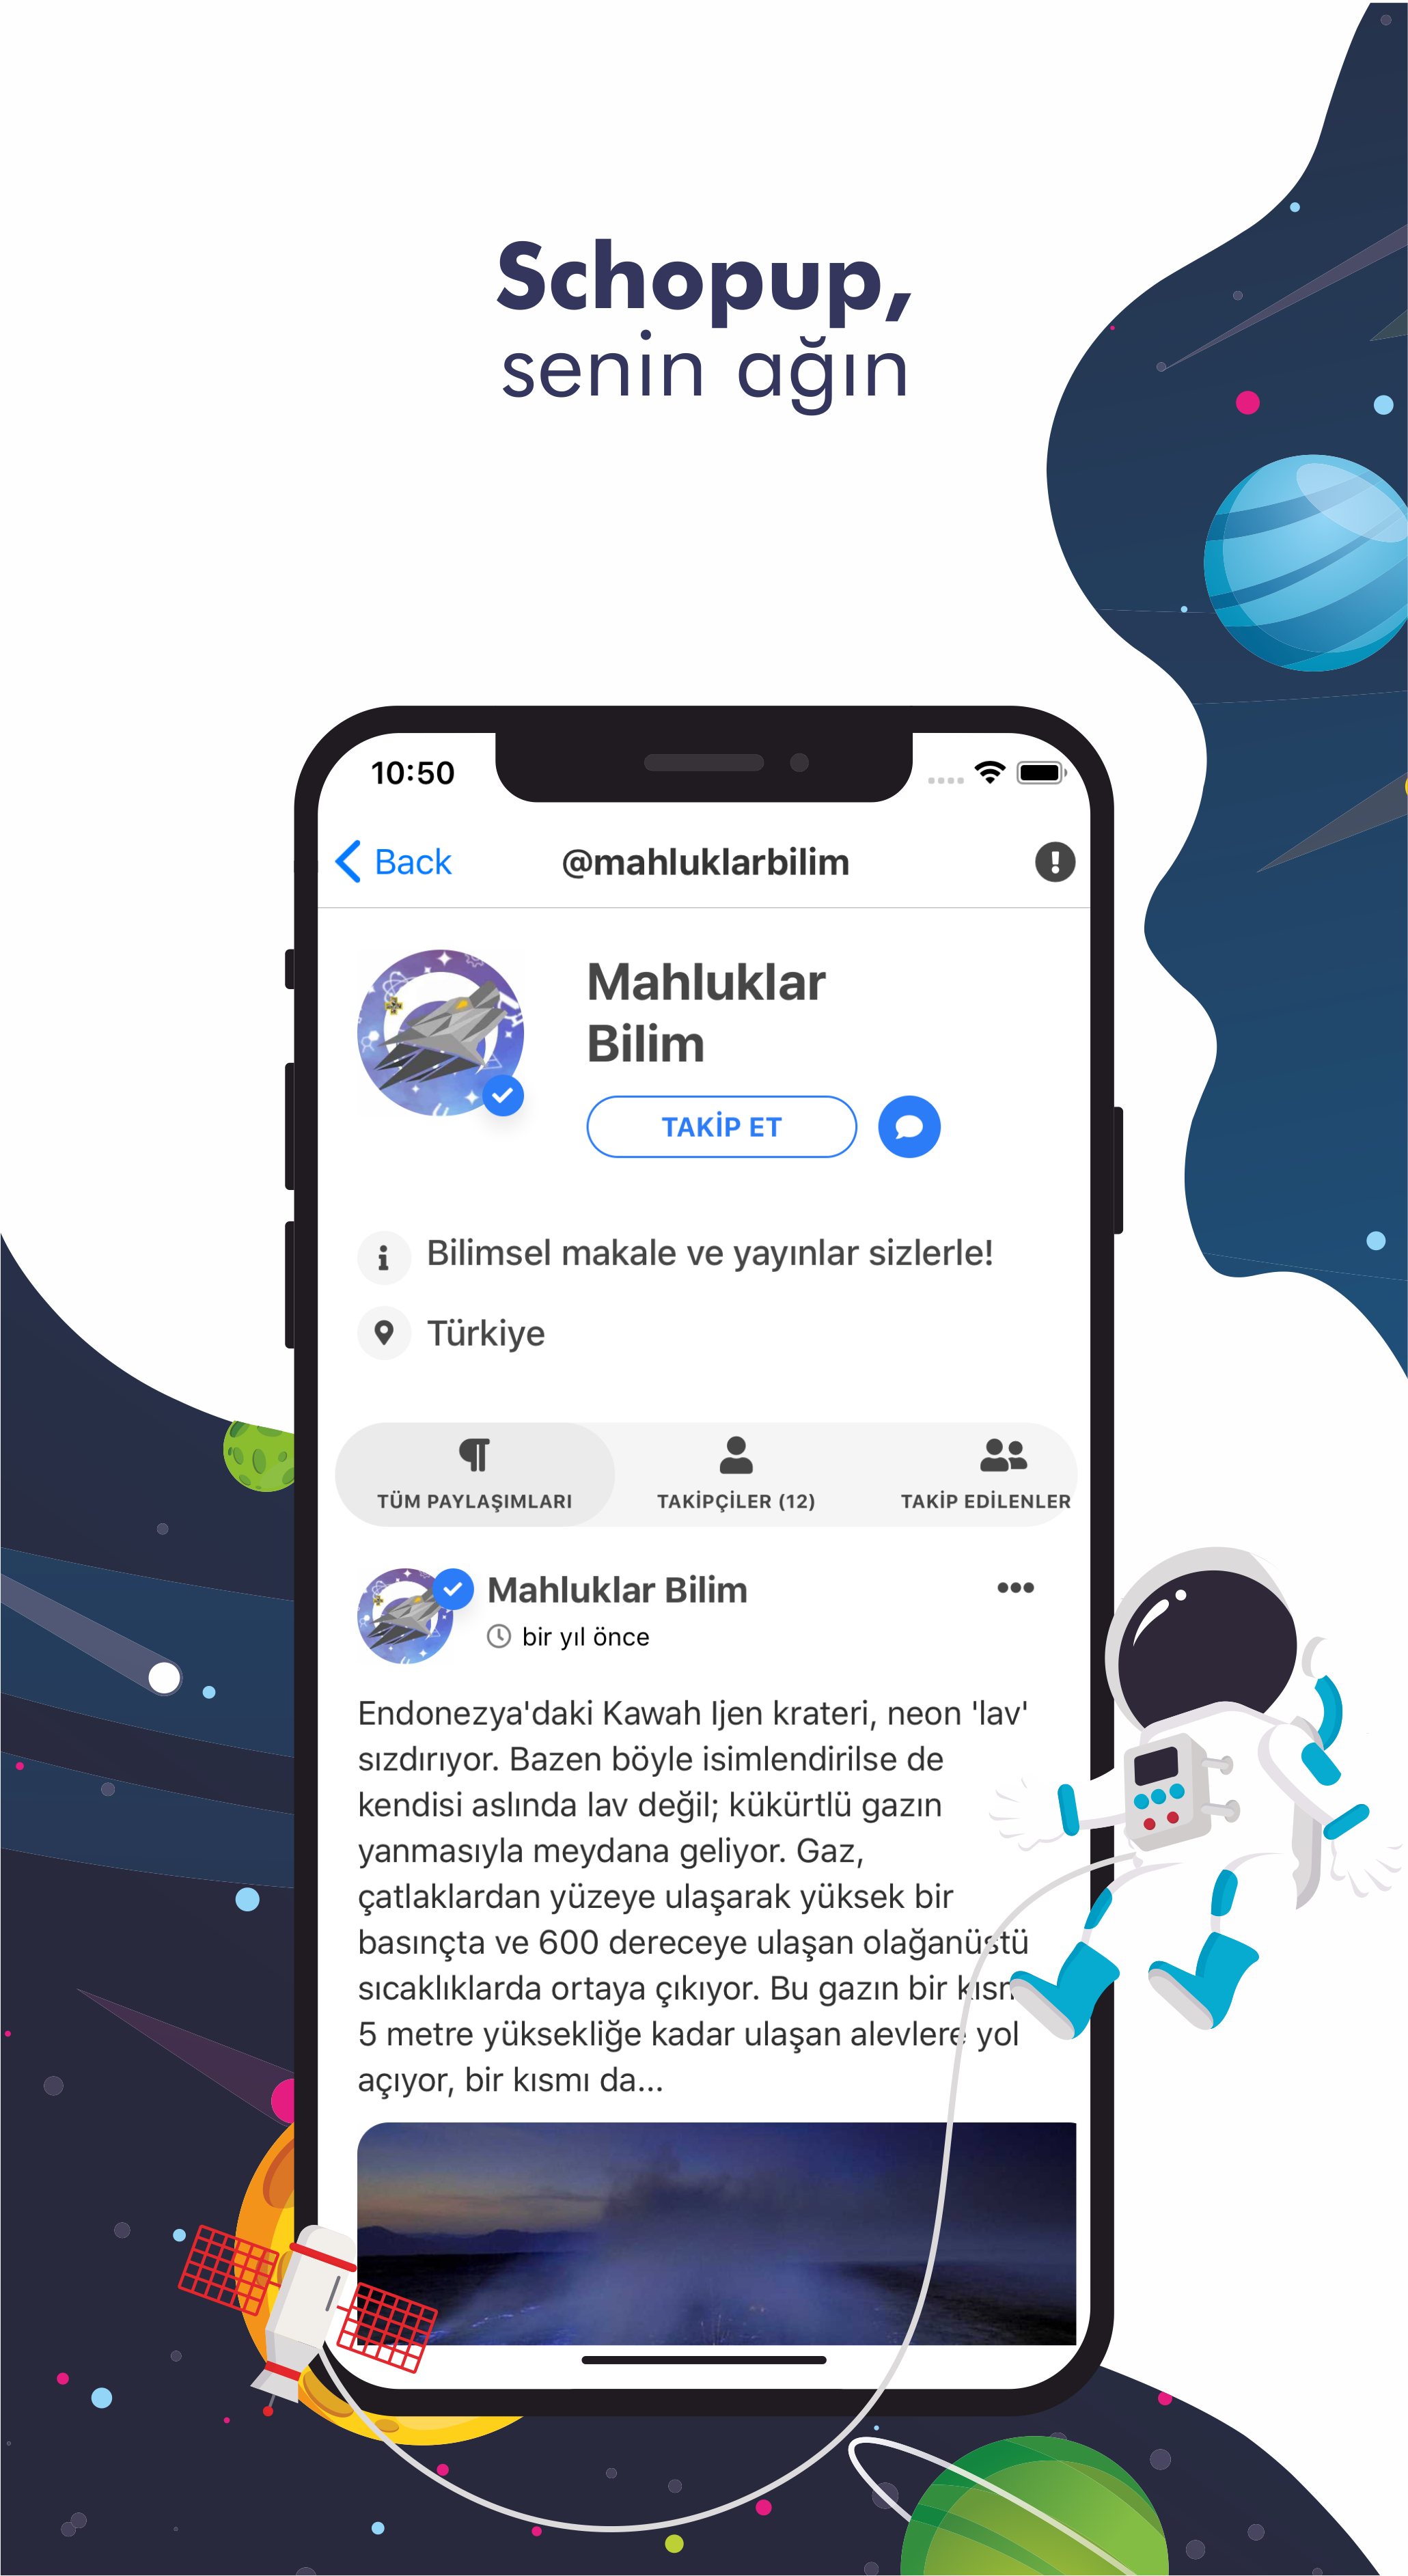 Schopup,
senin ağın
10:50
Back
@mahluklarbilim
Mahluklar
Bilim
TAKİP ET
Bilimsel makale ve yayınlar sizlerle!
Türkiye
TÜM PAYLAŞIMLARI
TAKİPÇİLER (12)
TAKİP EDİLENLER
Mahluklar Bilim
bir yıl önce
Endonezya'daki Kawah Ijen krateri, neon 'lav'
sızdırıyor. Bazen böyle isimlendirilse de
kendisi aslında lav değil; kükürtlü gazın
yanmasıyla meydana geliyor. Gaz,
çatlaklardan yüzeye ulaşarak yüksek bir
basınçta ve 600 dereceye ulaşan olağanüstü
sıcaklıklarda ortaya çıkıyor. Bu gazın bir
5 metre yüksekliğe kadar ulaşan alevlere yol
açıyor, bir kısmı da...